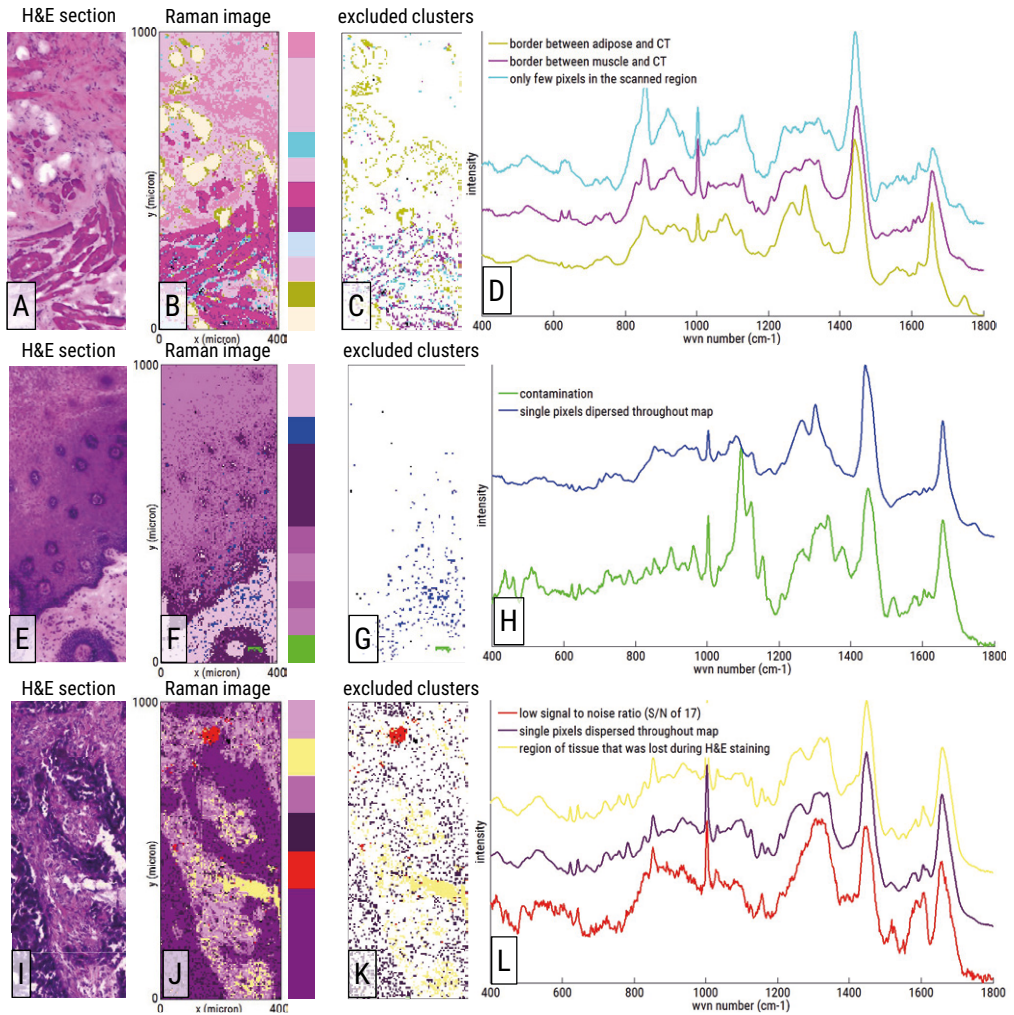 H&E section Raman image excluded clusters
1000
border between adipose and CT
border between muscle and CT
only few pixels in the scanned region
intensity
y (micron)
A B C D
0
0 x (micron) 400
400 600 800 1000 1200 1400 1600 1800
wvn number (cm-1)
H&E section Raman image excluded clusters
1000
contamination
single pixels dipersed throughout map
intensity
y (micron)
E F G H
0
0 x (micron) 400
400 600 800 1000 1200 1400 1600 1800
wvn number (cm-1)
H&E section Raman image excluded clusters
1000
low signal to noise ratio (S/N of 17)
single pixels dispersed throughout map
region of tissue that was lost during H&E staining
intensity
y (micron)
I J K L
0
0 x (micron) 400
400 600 800 1000 1200 1400 1600 1800
wvn number (cm-1)